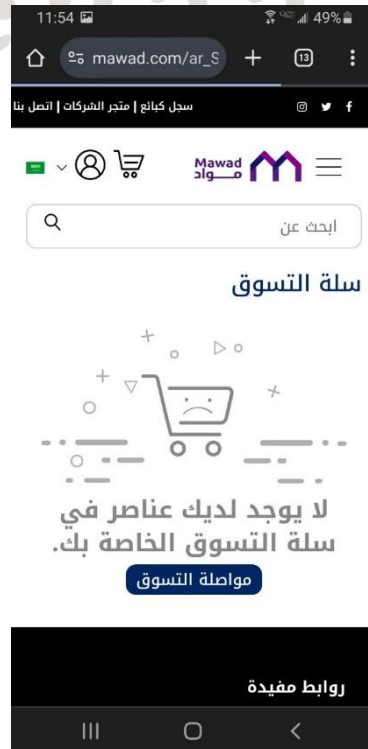 11:54 49%
mawad.com/ar_S 13
سجل كبائع | متجر الشركات | اتصل بنا
Mawad
مـــواد
ابحث عن
سلة التسوق
لا يوجد لديك عناصر في
سلة التسوق الخاصة بك.
مواصلة التسوق
روابط مفيدة